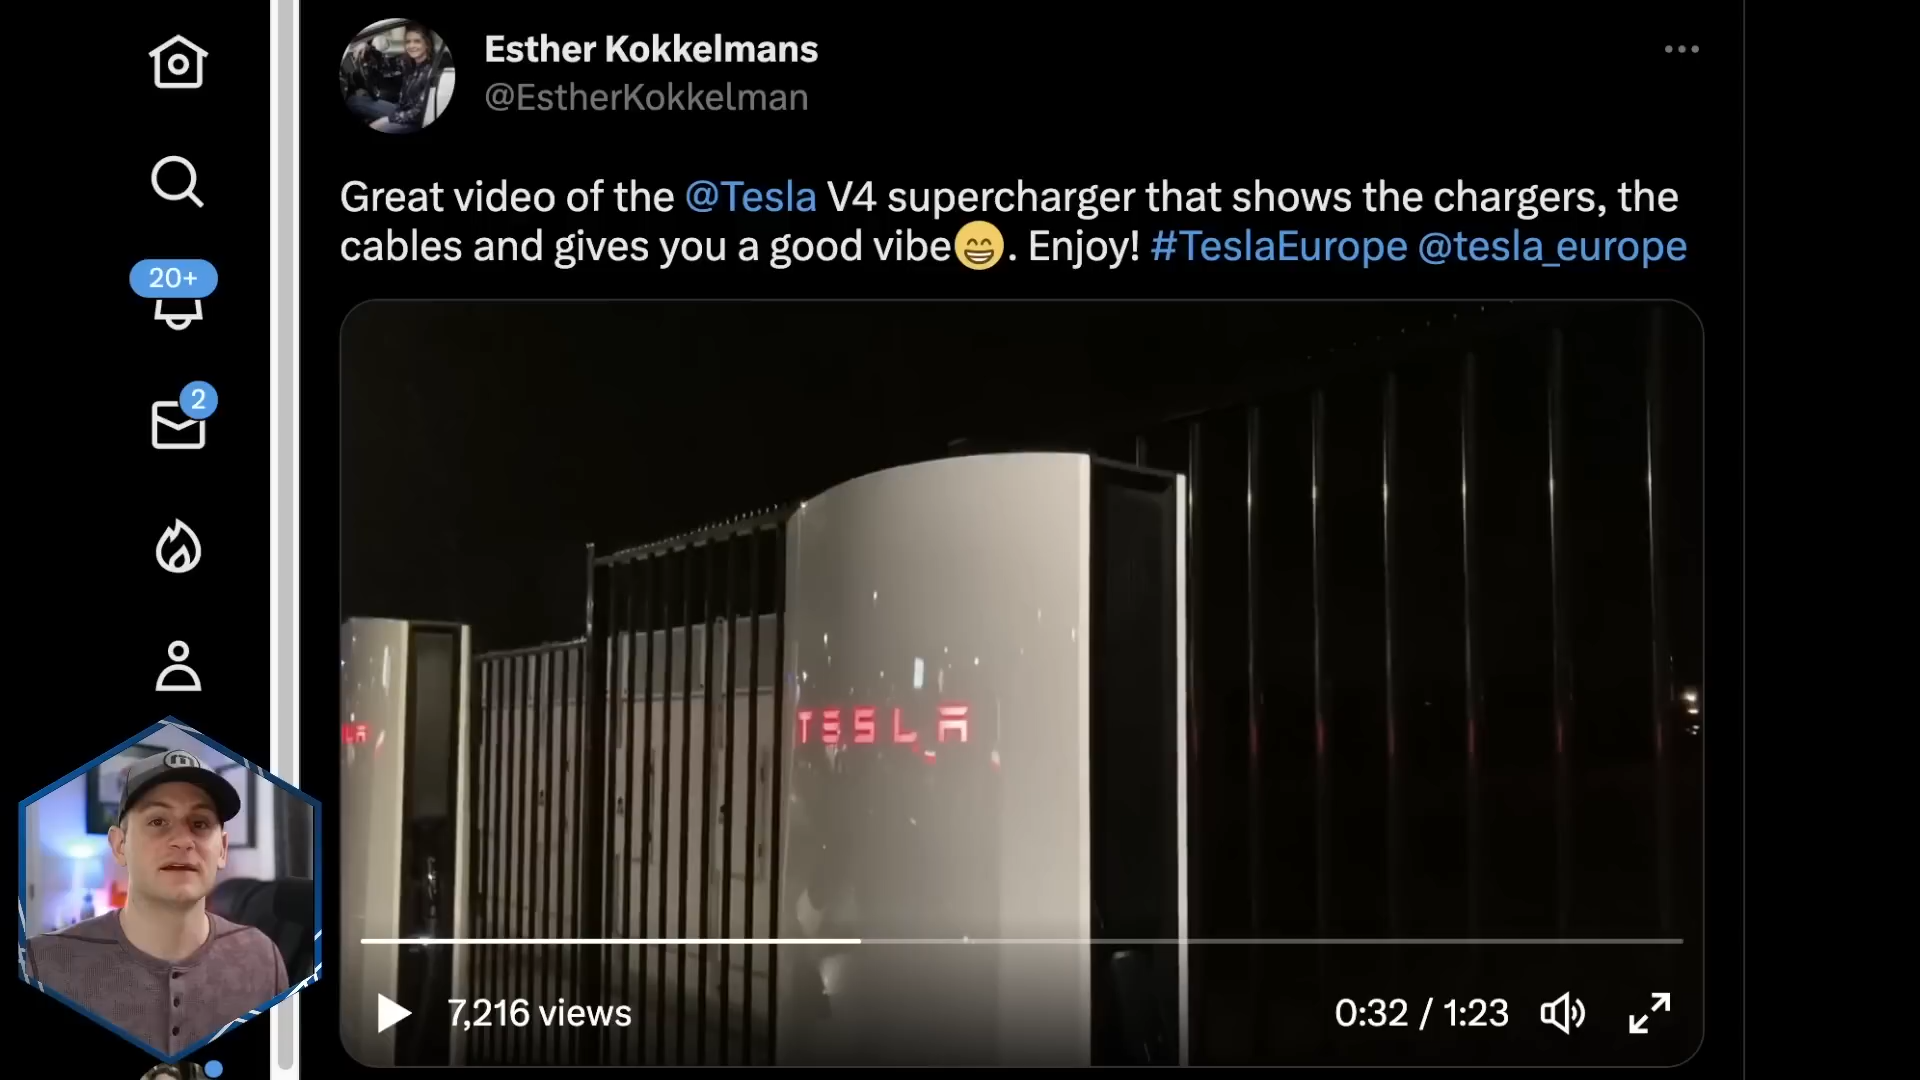 Esther Kokkelmans
@EstherKokkelman
Great video of the @Tesla V4 supercharger that shows the chargers, the
cables and gives you a good vibe😁. Enjoy! #TeslaEurope @tesla_europe
20+
2
LA
TESLA
m
7,216 views
0:32 / 1:23